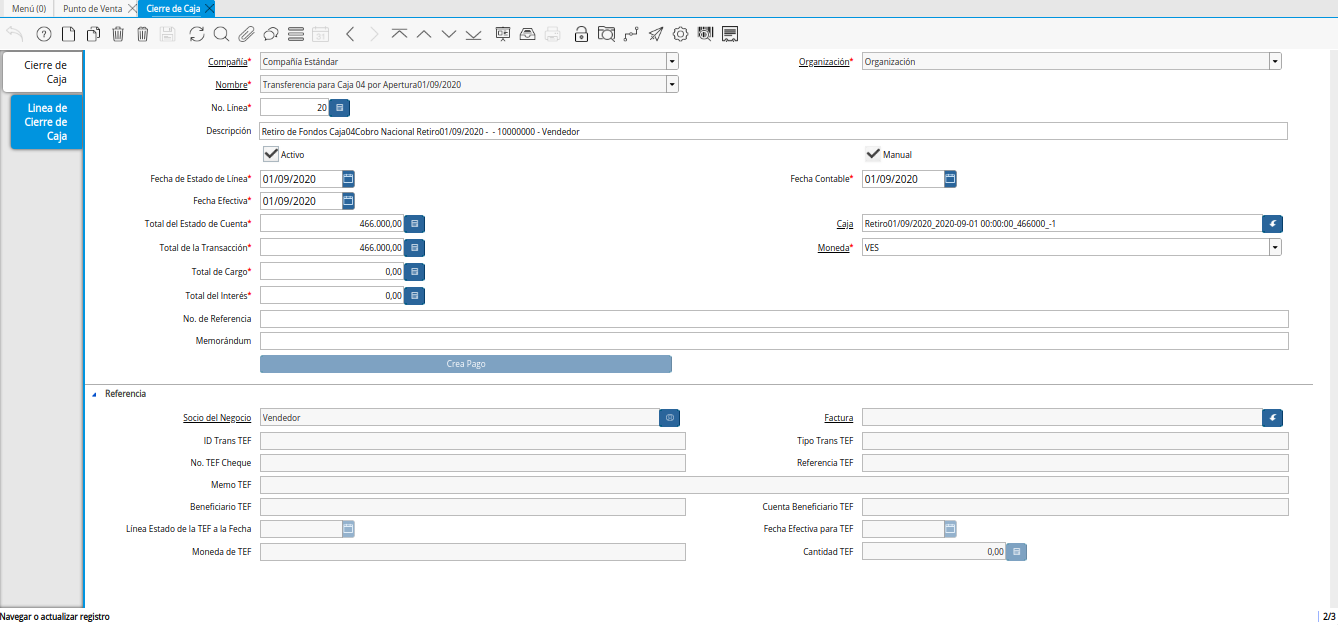 Menú (0) Punto de Venta Cierre de Caja
Cierre de
Caja
Linea de
Cierre de
Caja
Compañía* Compañía Estándar Organización* Organización
Nombre* Transferencia para Caja 04 por Apertura01/09/2020
No. Línea* 20
Descripción Retiro de Fondos Caja04Cobro Nacional Retiro01/09/2020 - - 10000000 - Vendedor
Activo Manual
Fecha de Estado de Línea* 01/09/2020 Fecha Contable* 01/09/2020
Fecha Efectiva* 01/09/2020
Total del Estado de Cuenta* 466.000,00 Caja Retiro01/09/2020_2020-09-01 00:00:00_466000_-1
Total de la Transacción* 466.000,00 Moneda* VES
Total de Cargo* 0,00
Total del Interés* 0,00
No. de Referencia
Memorándum
Crea Pago
Referencia
Socio del Negocio Vendedor Factura
ID Trans TEF Tipo Trans TEF
No. TEF Cheque Referencia TEF
Memo TEF
Beneficiario TEF Cuenta Beneficiario TEF
Línea Estado de la TEF a la Fecha Fecha Efectiva para TEF
Moneda de TEF Cantidad TEF 0,00
Navegar o actualizar registro 2/3